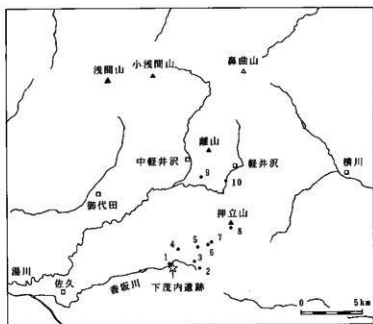 鼻曲山
浅間山
小浅間山
離山
中軽井沢
軽井沢
横川
9
10
御代田
押立山
8
7
5
6
4
湯川
佐久
香坂川
1
3
2
下茂内遺跡
0
5km